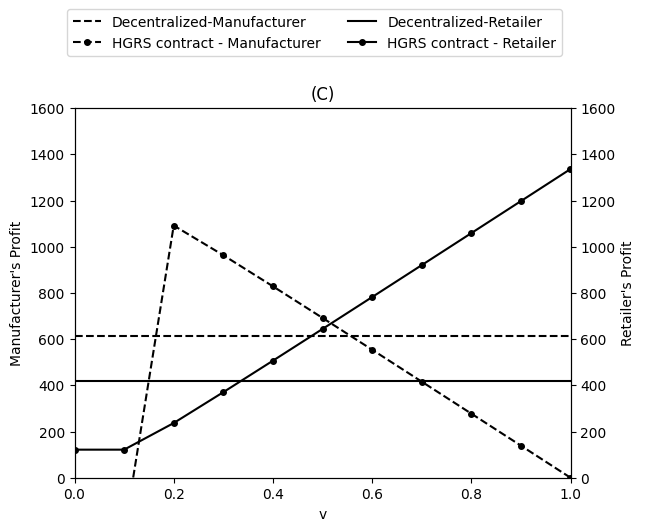 Decentralized-Manufacturer
Decentralized-Retailer
HGRS contract - Manufacturer
HGRS contract - Retailer
(C)
1600 1600
1400 1400
1200 1200
1000 1000
800 800
600 600
400 400
200 200
0 0
Manufacturer's Profit
Retailer's Profit
0.0 0.2 0.4 0.6 0.8 1.0
v